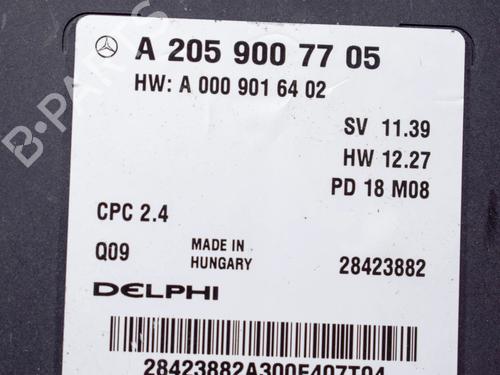 A 205 900 77 05
HW: A 000 901 64 02
SV 11.39
HW 12.27
PD 18 M08
CPC 2.4
Q09
MADE IN
HUNGARY
28423882
DELPHI
28423882A300E407T04
B-PARTS